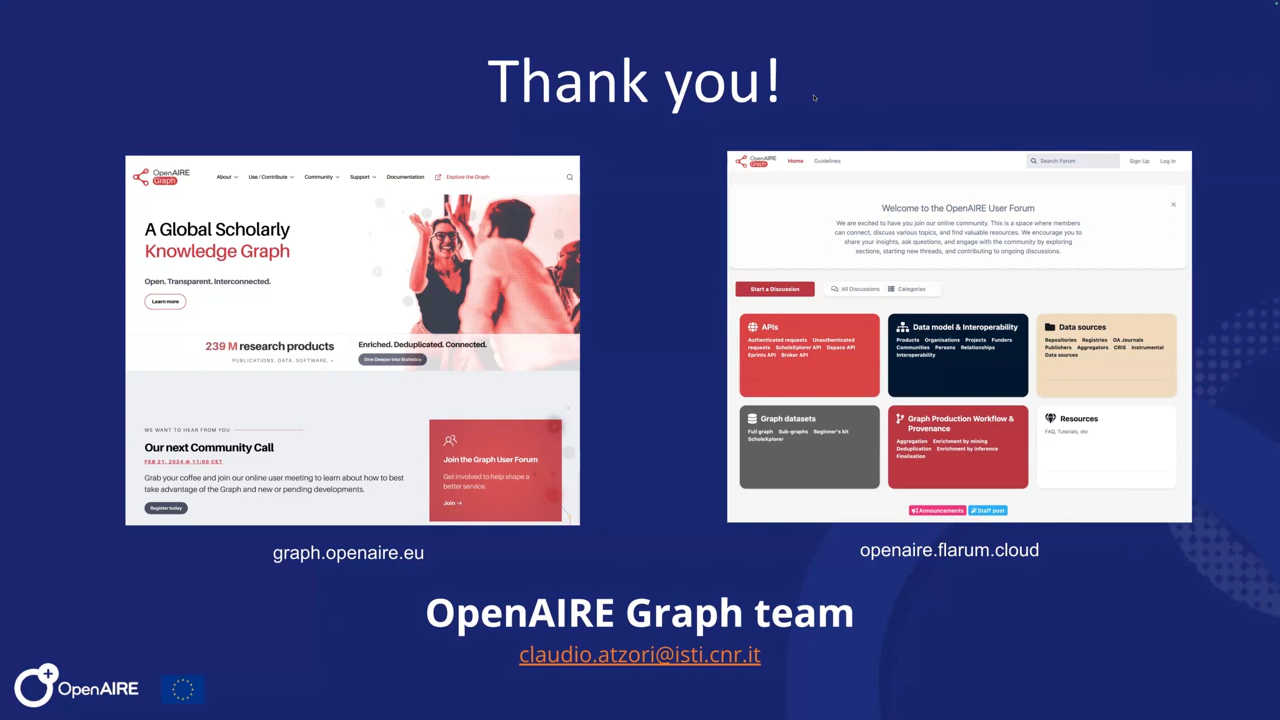 Thank you!
OpenAIRE
Graph
About
Use / Contribute
Community
Support
Documentation
Explore the Graph
A Global Scholarly
Knowledge Graph
Open. Transparent. Interconnected.
Learn more
239 M research products
PUBLICATIONS. DATA. SOFTWARE. +
Enriched. Deduplicated. Connected.
Dive Deeper into Statistics
WE WANT TO HEAR FROM YOU
Our next Community Call
FEB 21, 2024 @ 11:00 CET
Grab your coffee and join our online user meeting to learn about how to best
take advantage of the Graph and new or pending developments.
Register today
Join the Graph User Forum
Get involved to help shape a
better service.
Join →
graph.openaire.eu
OpenAIRE
Graph
Home
Guidelines
Search Forum
Sign Up
Log In
Welcome to the OpenAIRE User Forum
We are excited to have you join our online community. This is a space where members
can connect, discuss various topics, and find valuable resources. We encourage you to
share your insights, ask questions, and engage with the community by exploring
sections, starting new threads, and contributing to ongoing discussions.
Start a Discussion
All Discussions
Categories
APIs
Authenticated requests Unauthenticated
requests ScholeXplorer API Dspace API
Eprints API Broker API
Data model & Interoperability
Products Organisations Projects Funders
Communities Persons Relationships
Interoperability
Data sources
Repositories Registries OA Journals
Publishers Aggregators CRIS Instrumental
Data sources
Graph datasets
Full graph Sub-graphs Beginner's kit
ScholeXplorer
Graph Production Workflow &
Provenance
Aggregation Enrichment by mining
Deduplication Enrichment by inference
Finalisation
Resources
FAQ, Tutorials, etc
Announcements
Staff post
openaire.flarum.cloud
OpenAIRE Graph team
claudio.atzori@isti.cnr.it
OpenAIRE